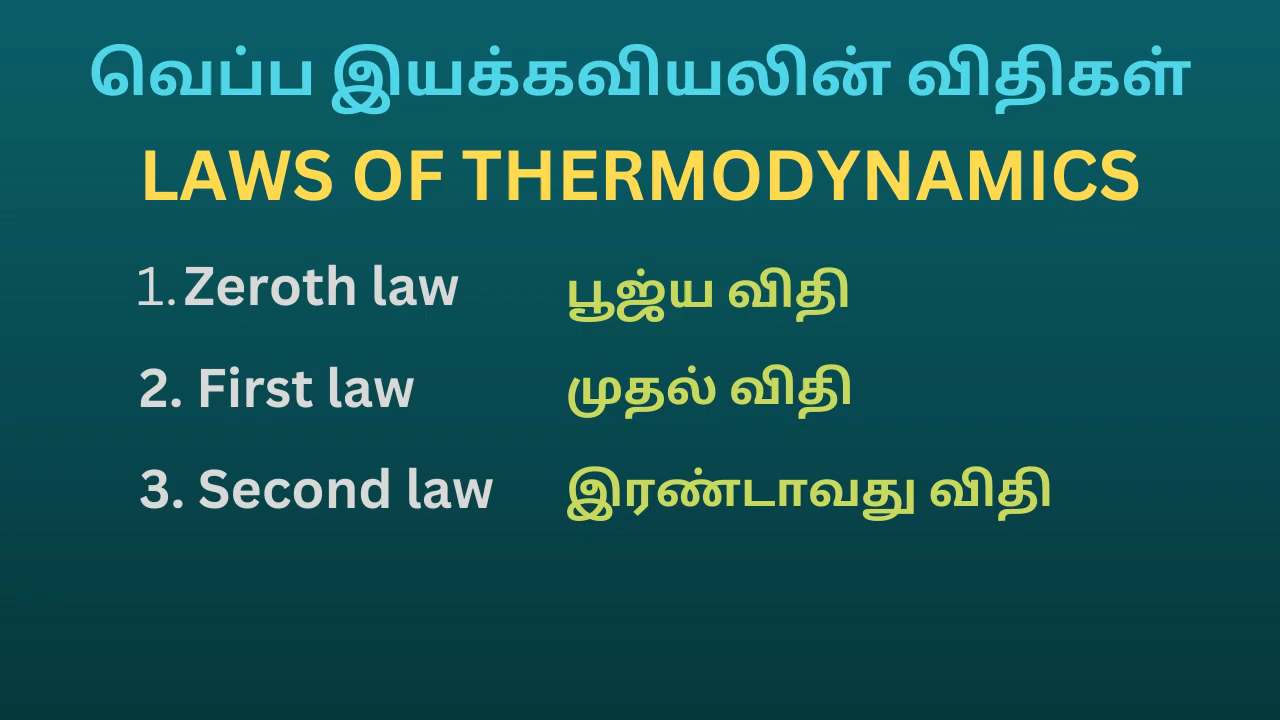 வெப்ப இயக்கவியலின் விதிகள்
LAWS OF THERMODYNAMICS
1. Zeroth law பூஜ்ய விதி
2. First law முதல் விதி
3. Second law இரண்டாவது விதி